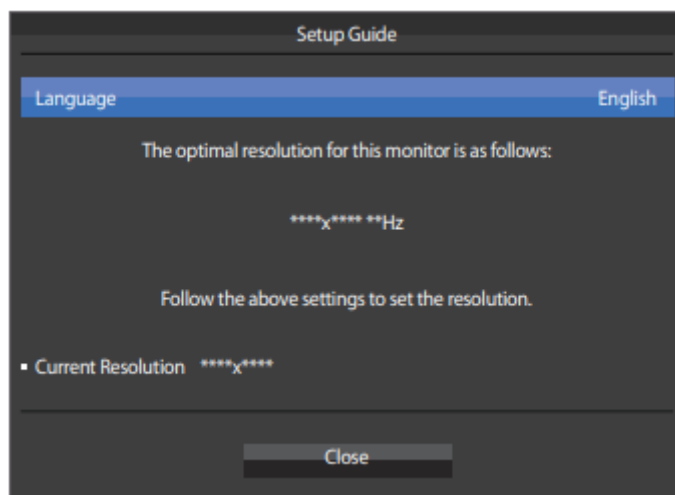 Setup Guide
Language English
The optimal resolution for this monitor is as follows:
****x**** **Hz
Follow the above settings to set the resolution.
▪ Current Resolution ****x****
Close